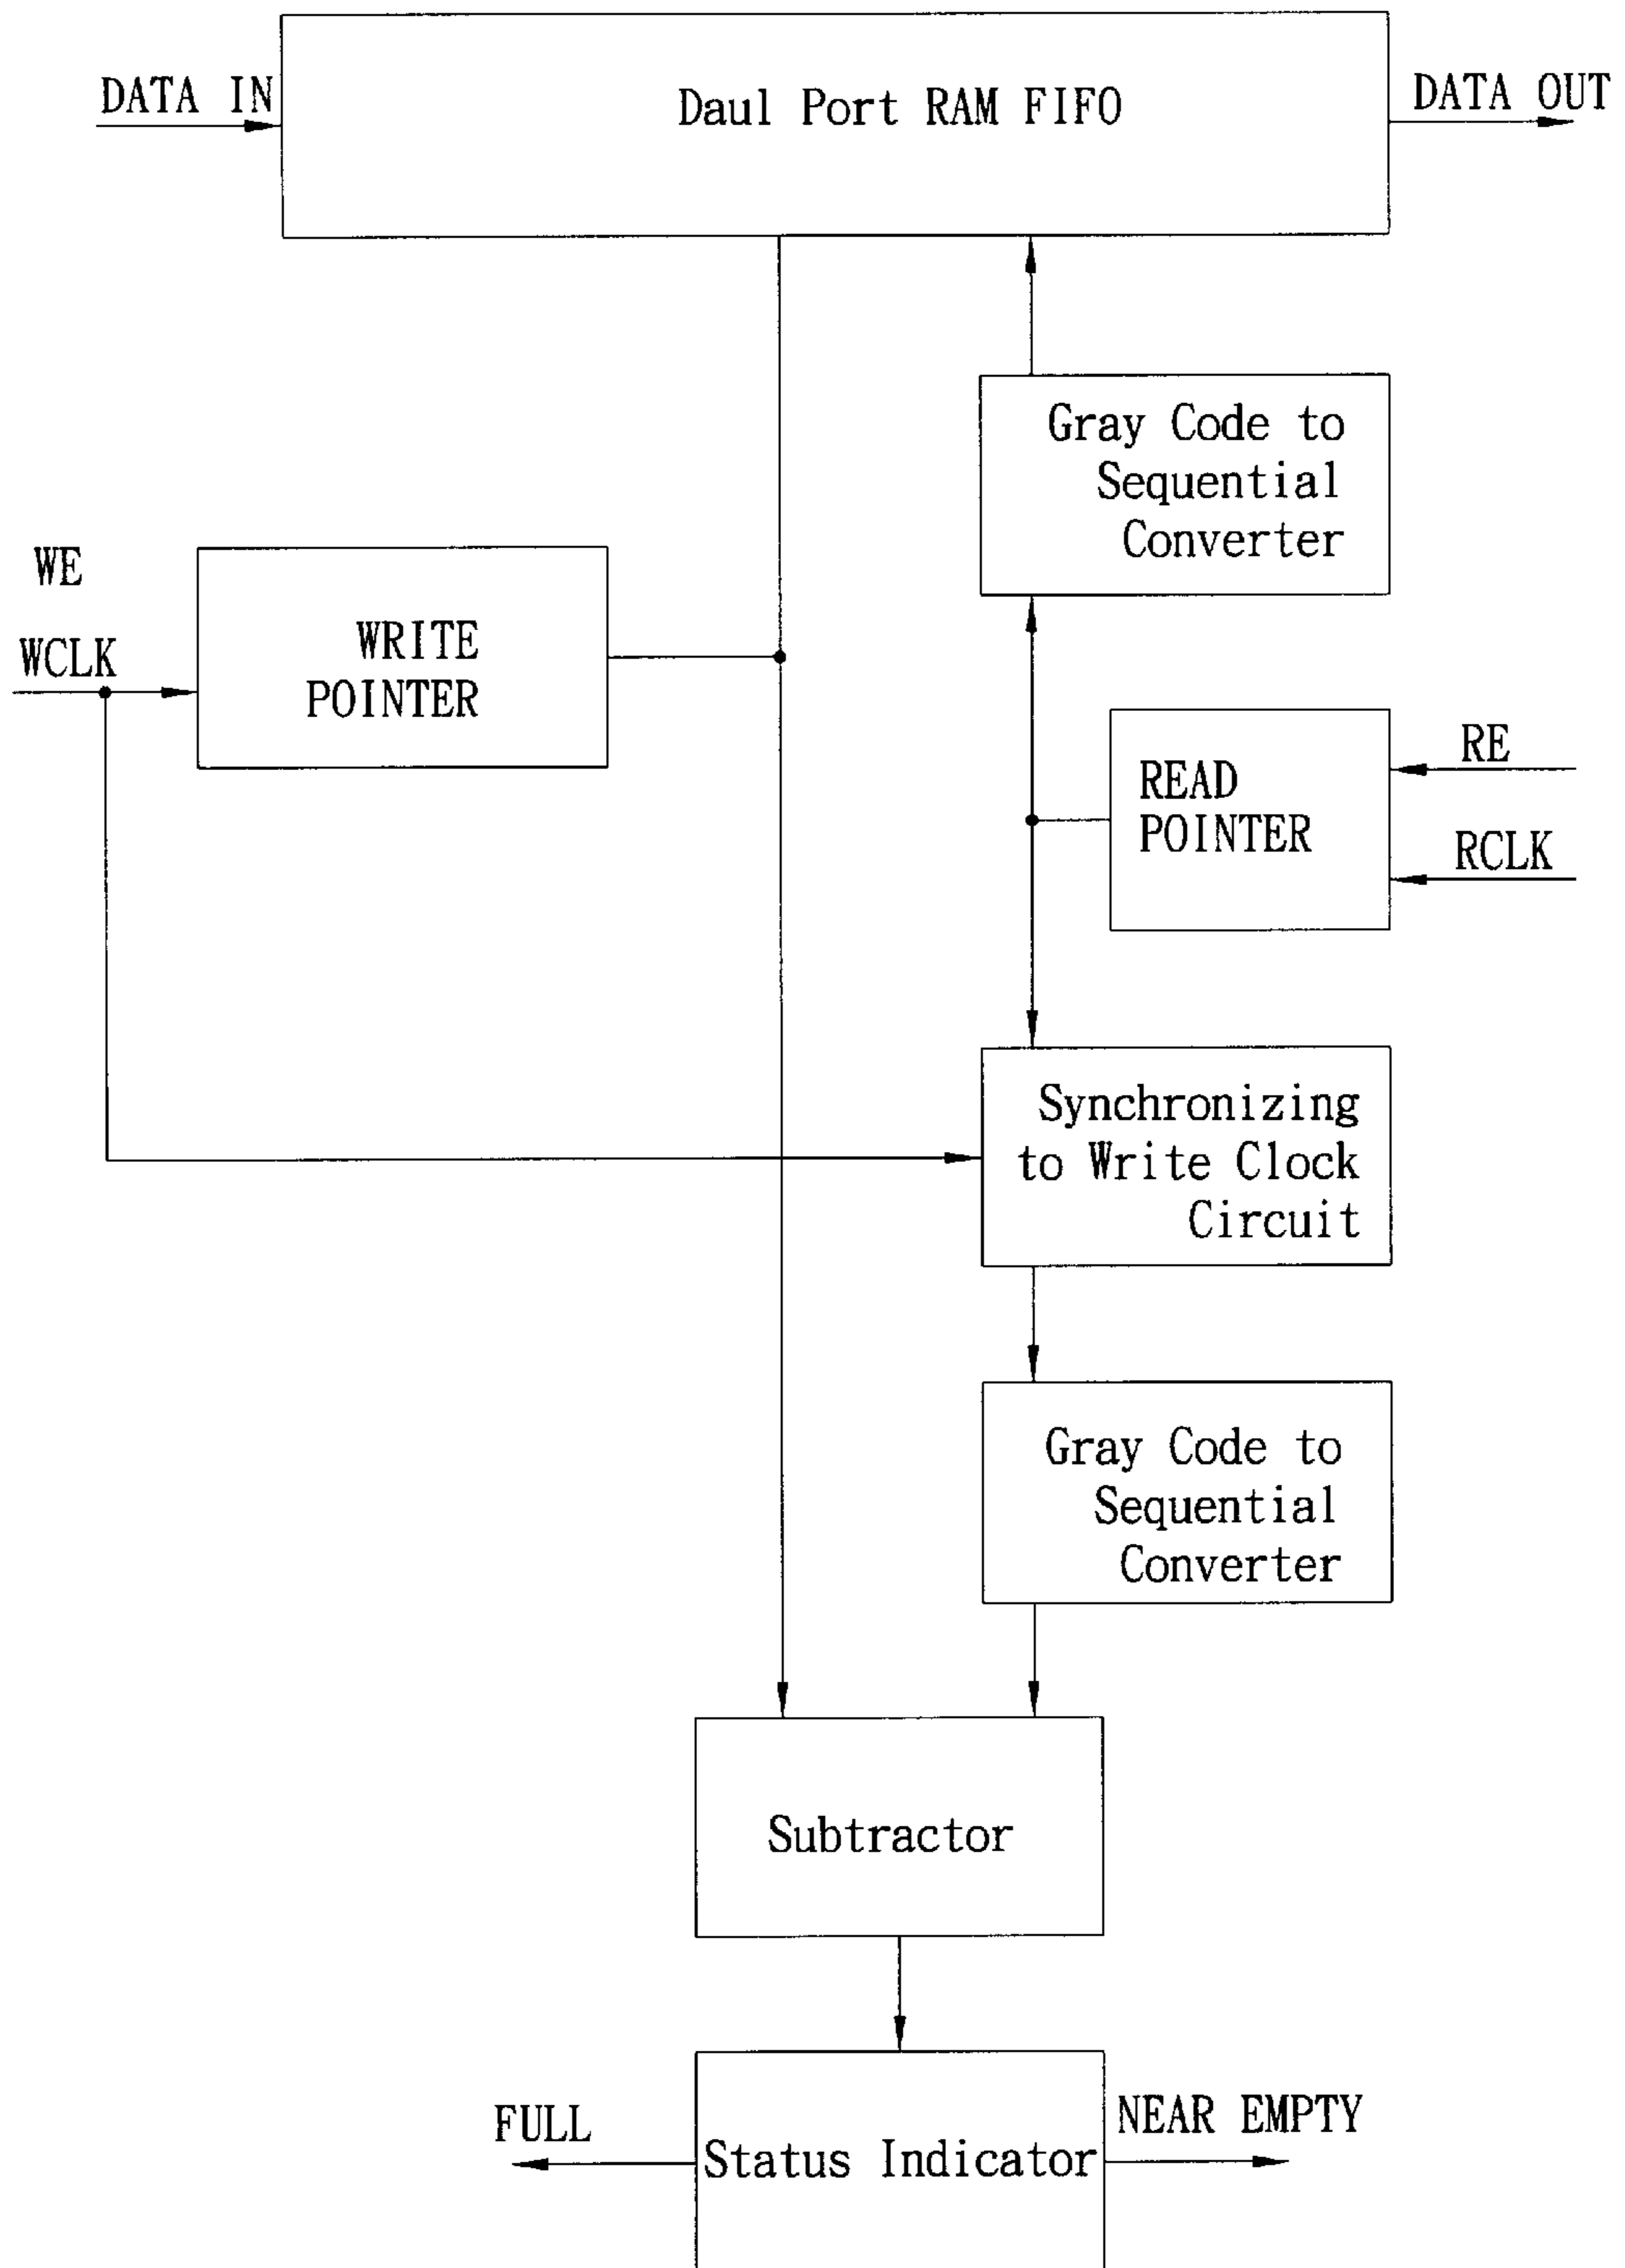 DATA IN
Daul Port RAM FIFO
DATA OUT
Gray Code to
Sequential
Converter
WE
WCLK
WRITE
POINTER
READ
POINTER
RE
RCLK
Synchronizing
to Write Clock
Circuit
Gray Code to
Sequential
Converter
Subtractor
FULL
Status Indicator
NEAR EMPTY